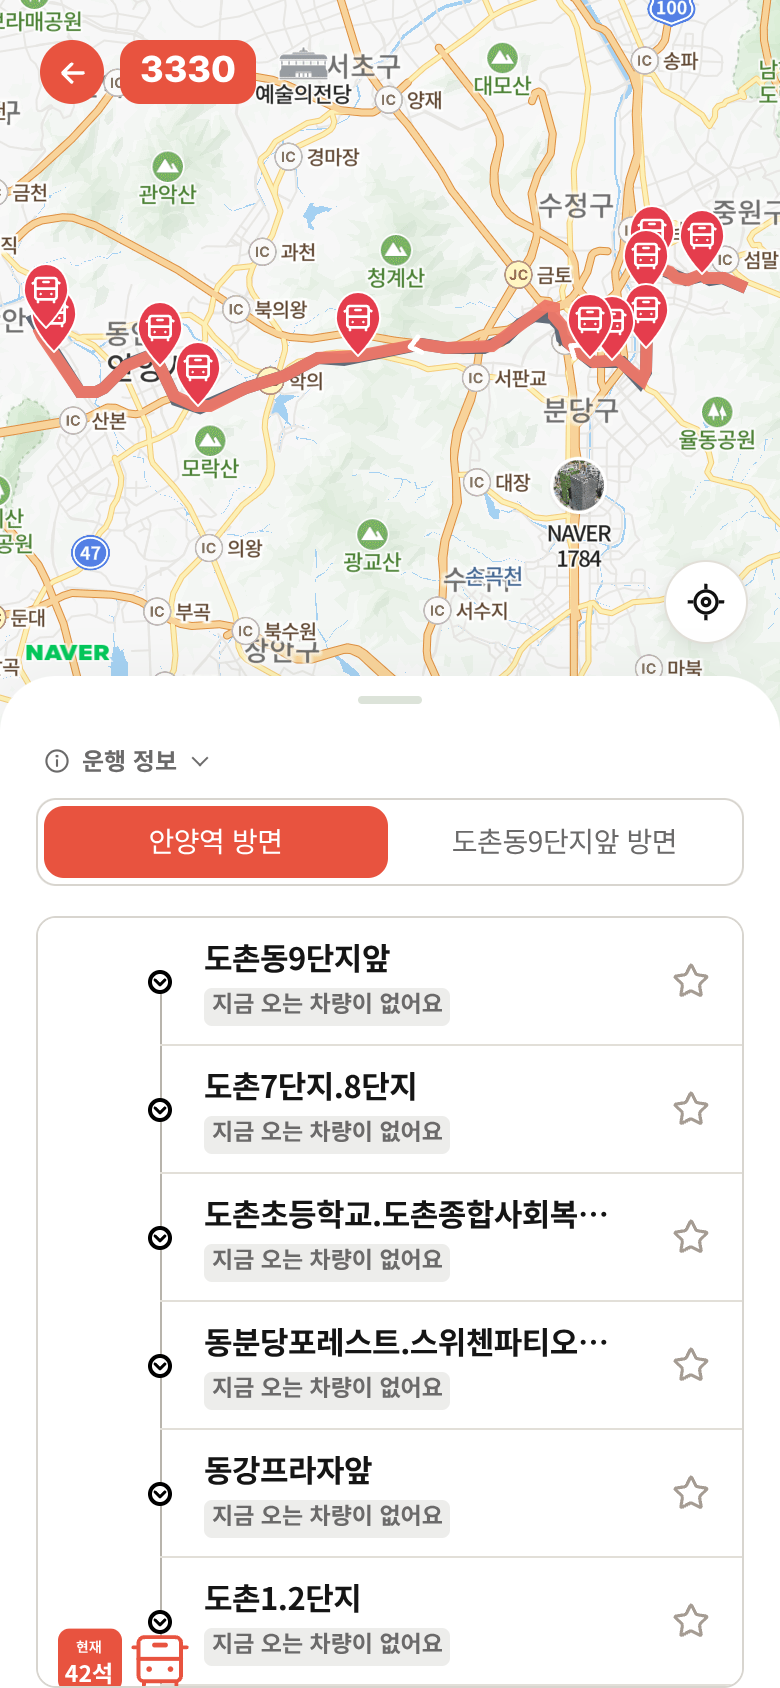 보라매공원
100
3330
서초구
예술의전당
IC 양재
대모산
IC 송파
관악산
IC 경마장
금천
수정구
중원구
IC 과천
청계산
JC 금토
IC 섬말
IC 북의왕
IC 서판교
학의
분당구
IC 산본
모락산
율동공원
IC 대장
NAVER
1784
47
IC 의왕
광교산
손곡천
IC 부곡
IC 서수지
둔대
IC 북수원
장안구
NAVER
IC 마북
운행 정보
안양역 방면
도촌동9단지앞 방면
도촌동9단지앞
지금 오는 차량이 없어요
도촌7단지.8단지
지금 오는 차량이 없어요
도촌초등학교.도촌종합사회복…
지금 오는 차량이 없어요
동분당포레스트.스위첸파티오…
지금 오는 차량이 없어요
동강프라자앞
지금 오는 차량이 없어요
도촌1.2단지
지금 오는 차량이 없어요
현재
42석